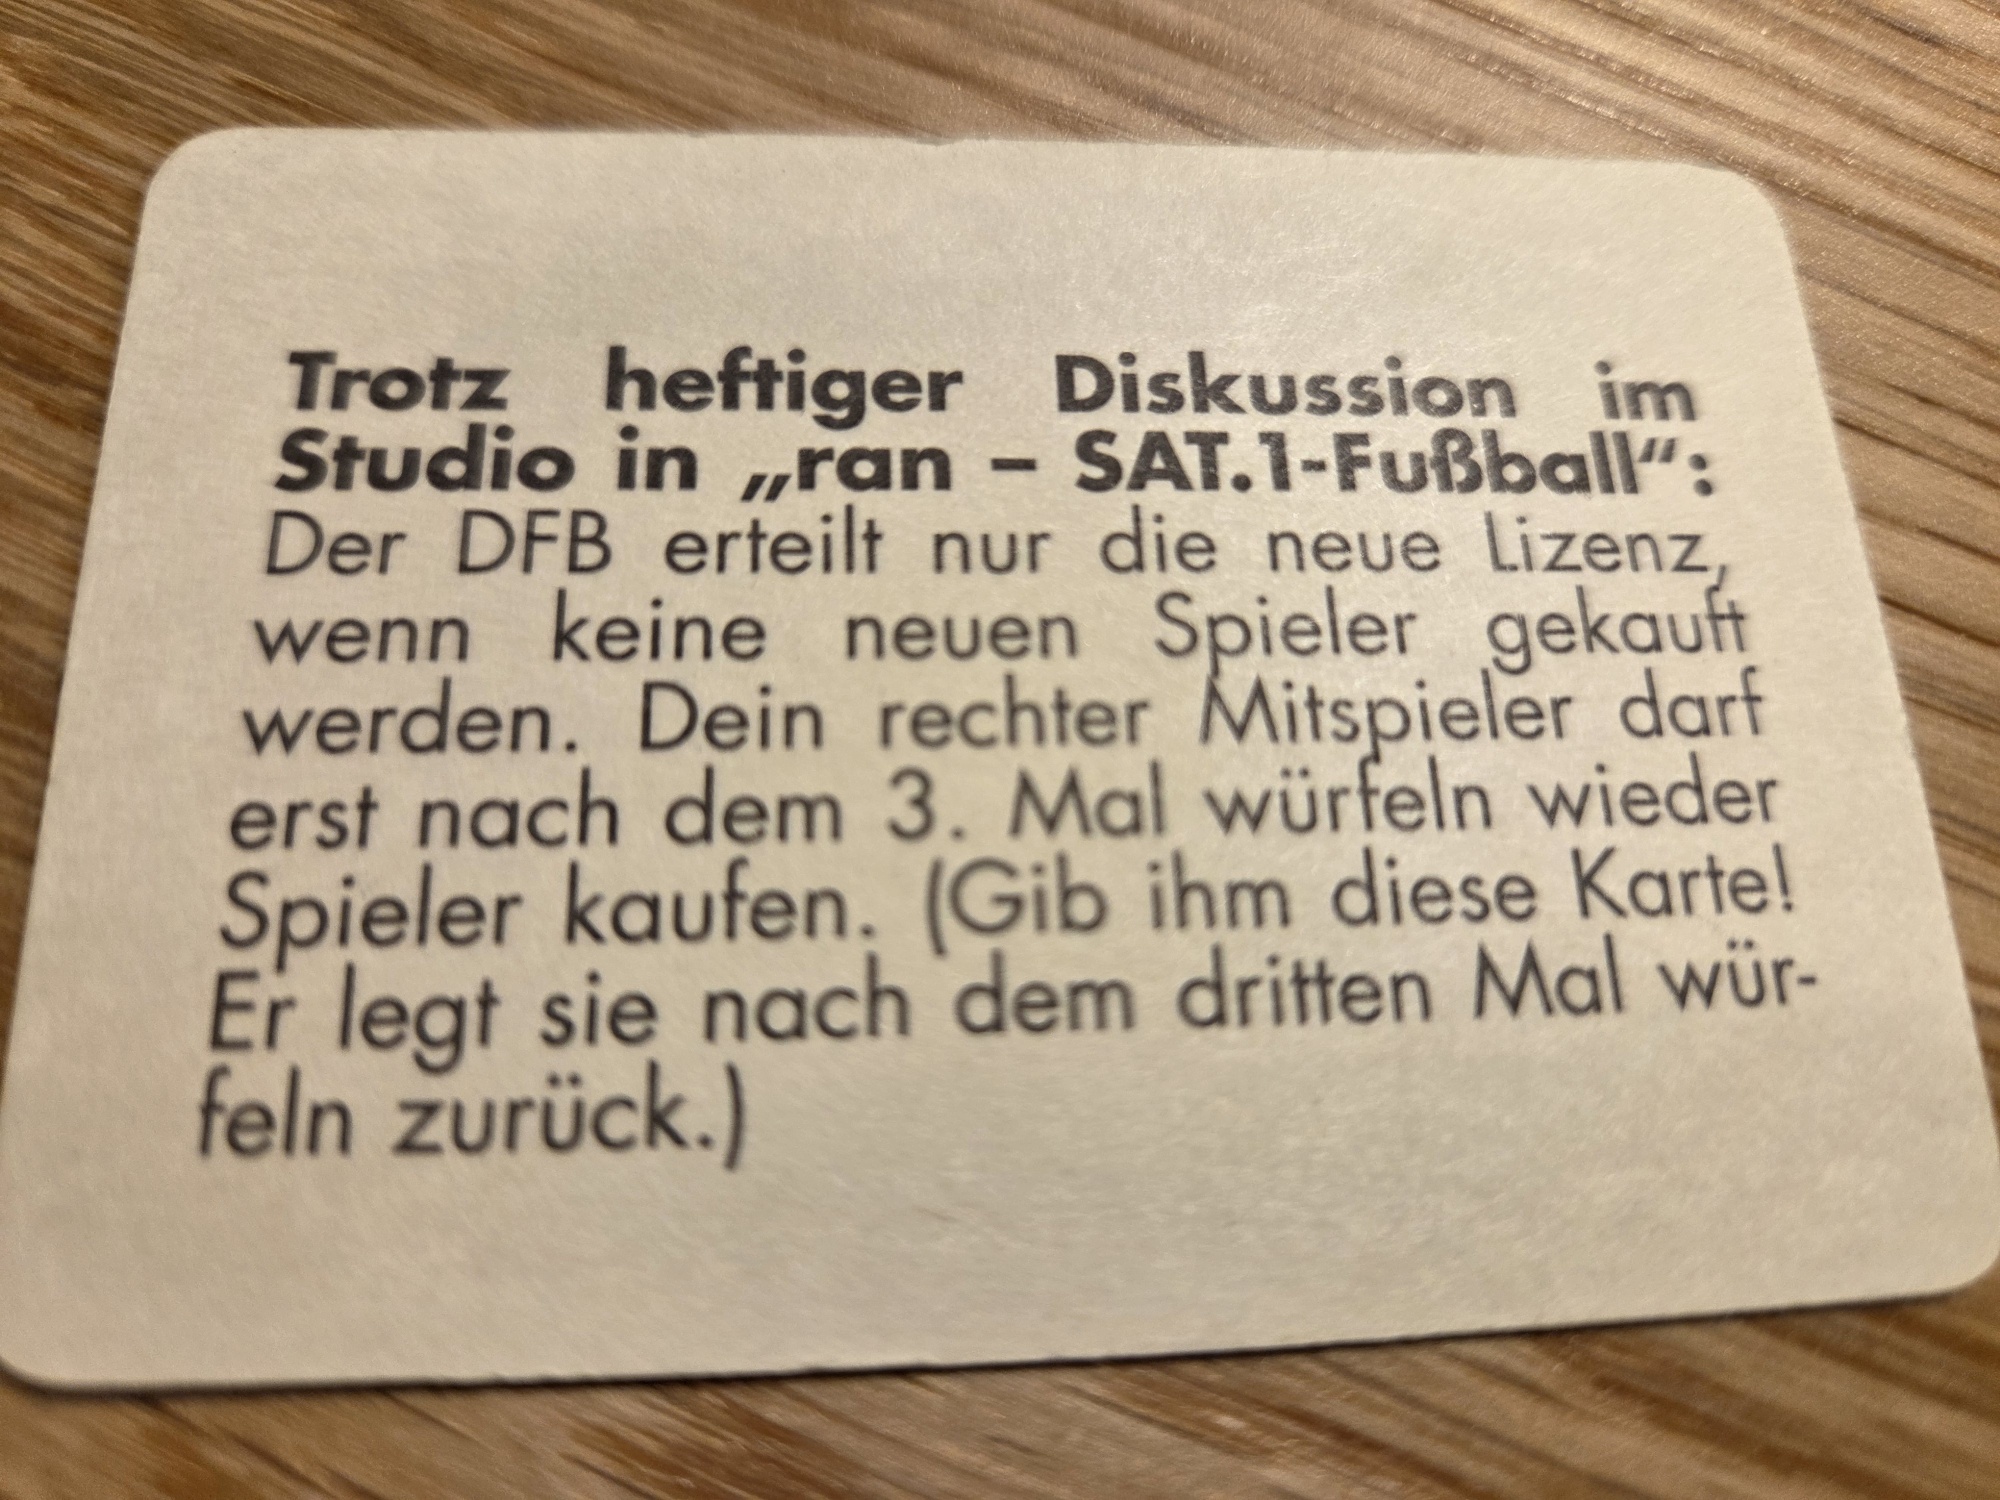 Trotz heftiger Diskussion im
Studio in „ran – SAT.1-Fußball“:
Der DFB erteilt nur die neue Lizenz,
wenn keine neuen Spieler gekauft
werden. Dein rechter Mitspieler darf
erst nach dem 3. Mal würfeln wieder
Spieler kaufen. (Gib ihm diese Karte!
Er legt sie nach dem dritten Mal wür-
feln zurück.)